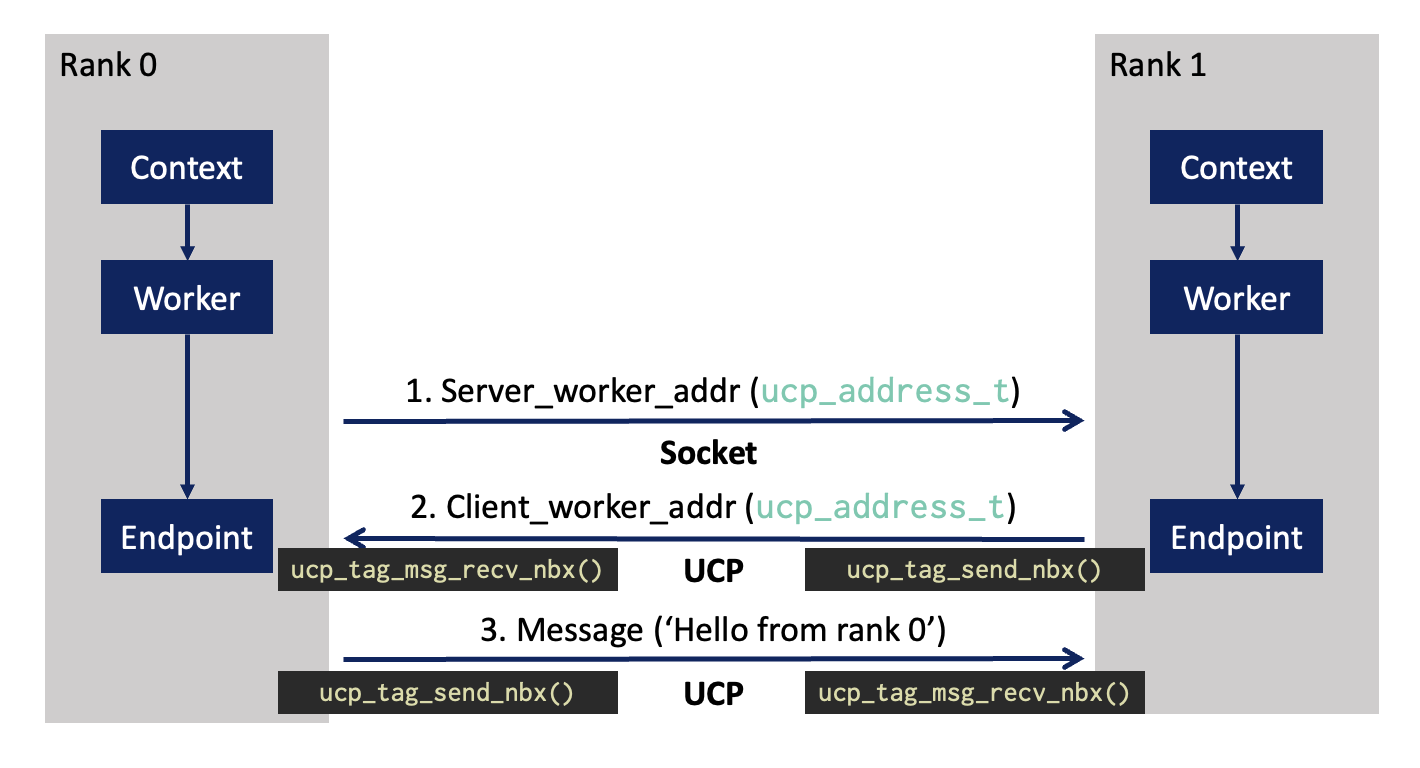 Rank 0
Rank 1
Context
Context
Worker
Worker
1. Server_worker_addr (ucp_address_t)
Socket
2. Client_worker_addr (ucp_address_t)
Endpoint
Endpoint
ucp_tag_msg_recv_nbx()
UCP
ucp_tag_send_nbx()
3. Message (‘Hello from rank 0’)
ucp_tag_send_nbx()
UCP
ucp_tag_msg_recv_nbx()